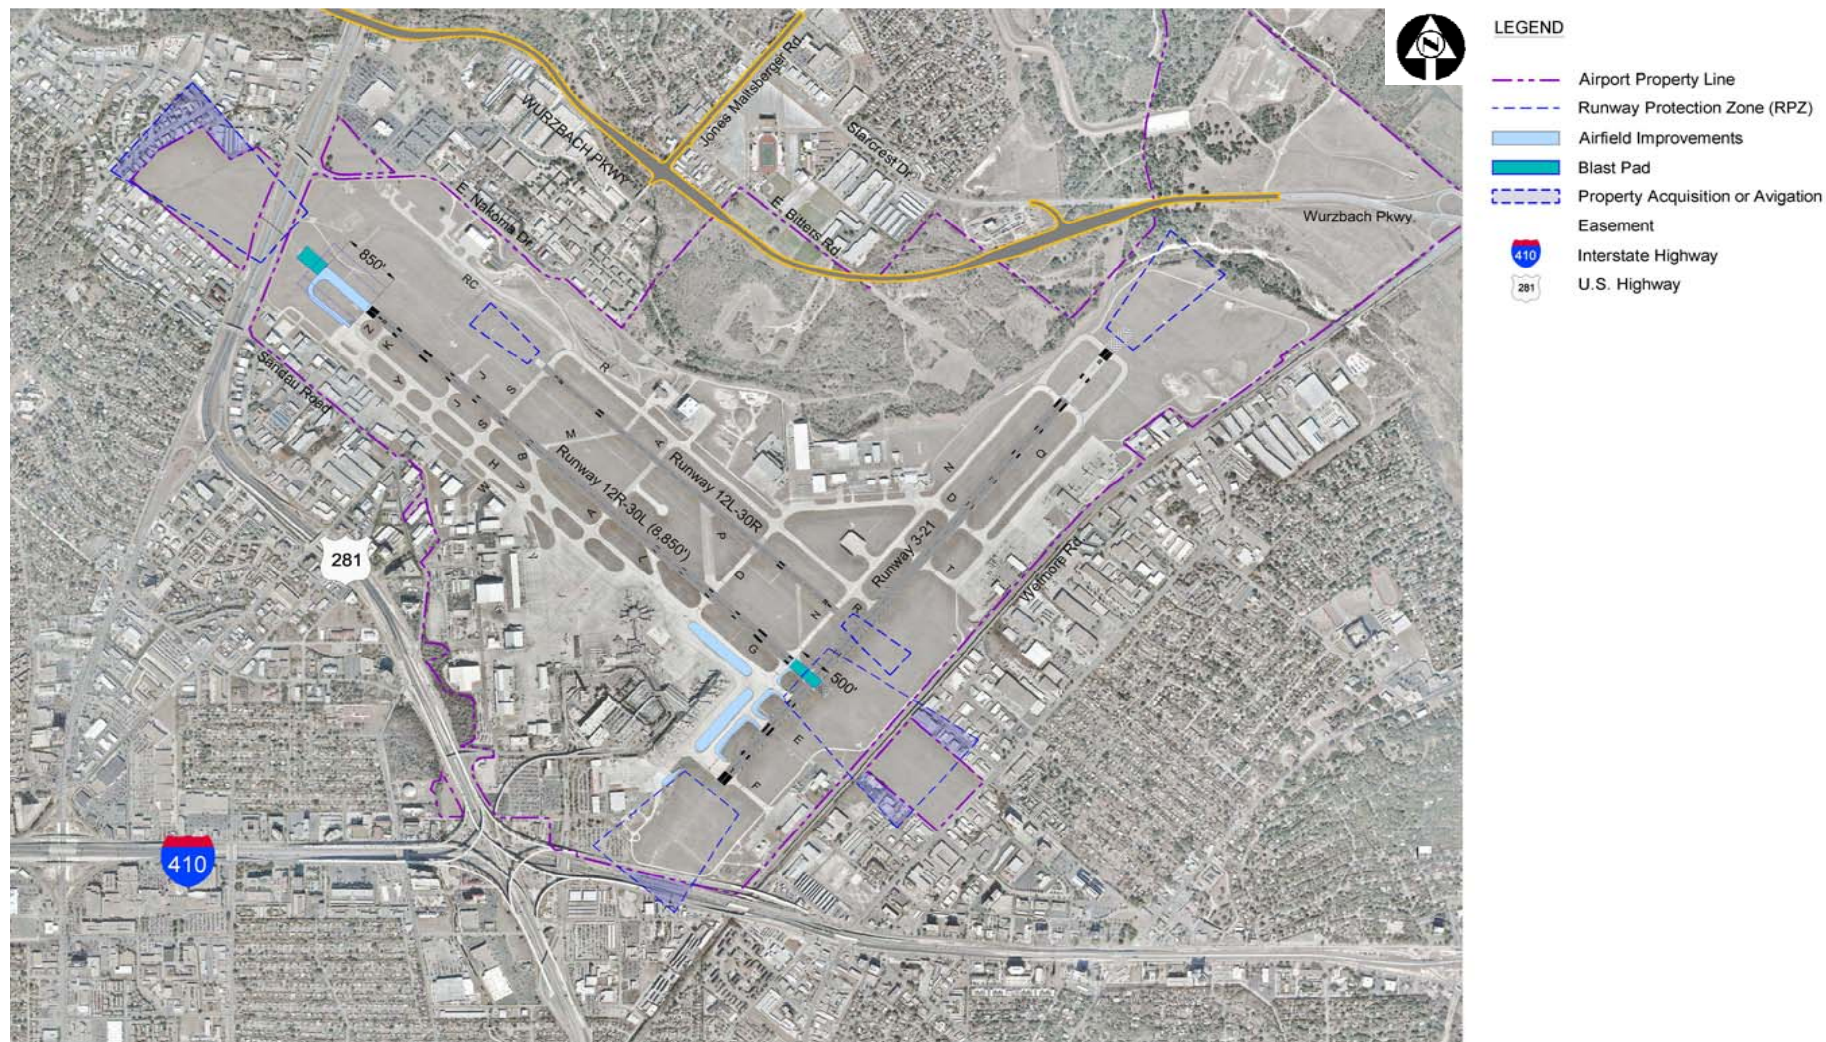 N
LEGEND
Airport Property Line
Runway Protection Zone (RPZ)
Airfield Improvements
Blast Pad
Property Acquisition or Avigation
Easement
410
Interstate Highway
281
U.S. Highway
Jones Maltsberger Rd.
WURZBACH PKWY.
Starcrest Dr
E. Nakoma Dr.
E. Bitters Rd.
Wurzbach Pkwy.
850'
RC
R
N
K
J
S
Y
J
S
M
A
B
H
V
W
A
L
P
D
G
N
R
N
D
Q
T
E
F
Sandau Road
Runway 12R-30L (8,850')
Runway 12L-30R
Runway 3-21
Wetmore Rd.
500'
281
410